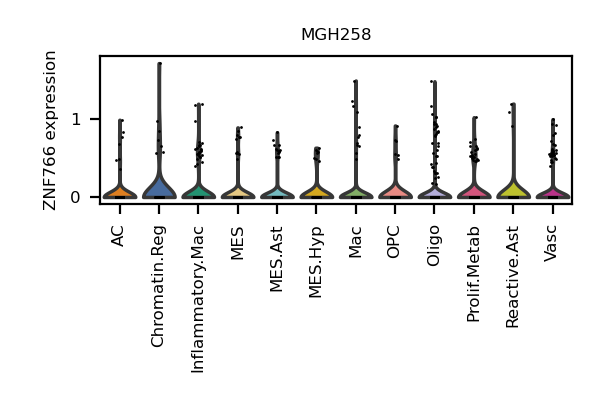 MGH258
ZNF766 expression
1
0
AC
Chromatin.Reg
Inflammatory.Mac
MES
MES.Ast
MES.Hyp
Mac
OPC
Oligo
Prolif.Metab
Reactive.Ast
Vasc